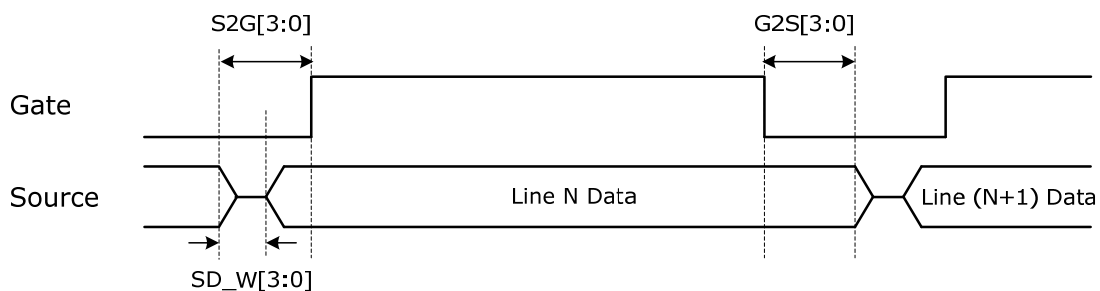 S2G[3:0]
G2S[3:0]
Gate
Source
Line N Data
Line (N+1) Data
SD_W[3:0]